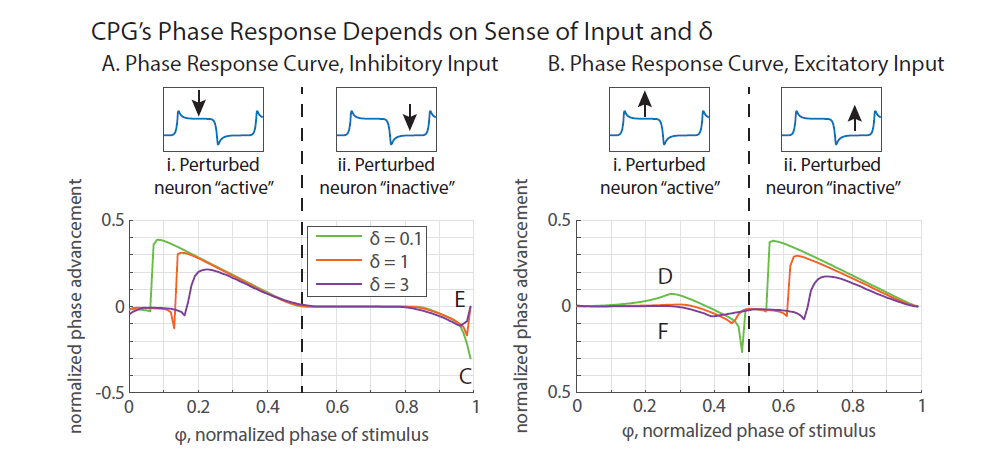 CPG's Phase Response Depends on Sense of Input and δ
A. Phase Response Curve, Inhibitory Input
i. Perturbed
neuron "active"
ii. Perturbed
neuron "inactive"
normalized phase advancement
0.5
0
-0.5
δ = 0.1
δ = 1
δ = 3
E
C
0
0.2
0.4
0.6
0.8
1
φ, normalized phase of stimulus
B. Phase Response Curve, Excitatory Input
i. Perturbed
neuron "active"
ii. Perturbed
neuron "inactive"
normalized phase advancement
0.5
0
0.5
D
F
0
0.2
0.4
0.6
0.8
1
φ, normalized phase of stimulus